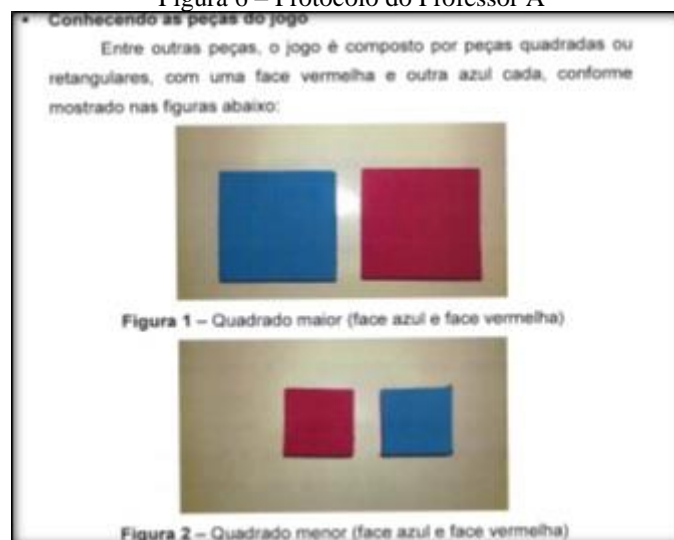 Figura 6 – Protocolo do Professor A
• Conhecendo as peças do jogo
Entre outras peças, o jogo é composto por peças quadradas ou
retangulares, com uma face vermelha e outra azul cada, conforme
mostrado nas figuras abaixo:
Figura 1 – Quadrado maior (face azul e face vermelha)
Figura 2 – Quadrado menor (face azul e face vermelha)